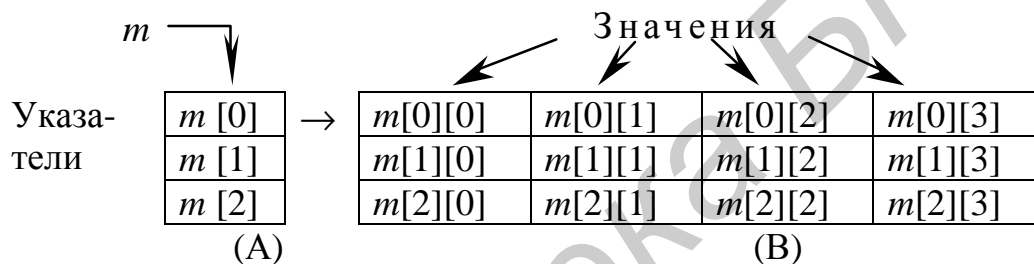 m Значения
Указа- m [0] → m[0][0] m[0][1] m[0][2] m[0][3]
тели m [1] m[1][0] m[1][1] m[1][2] m[1][3]
m [2] m[2][0] m[2][1] m[2][2] m[2][3]
(А) (В)